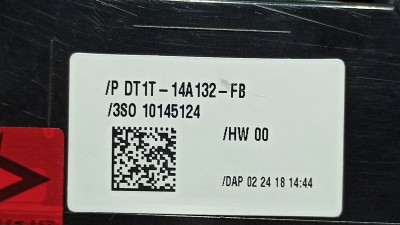 /P DT1T-14A132-FB
/3SO 10145124
/HW 00
/DAP 02 24 18 14:44